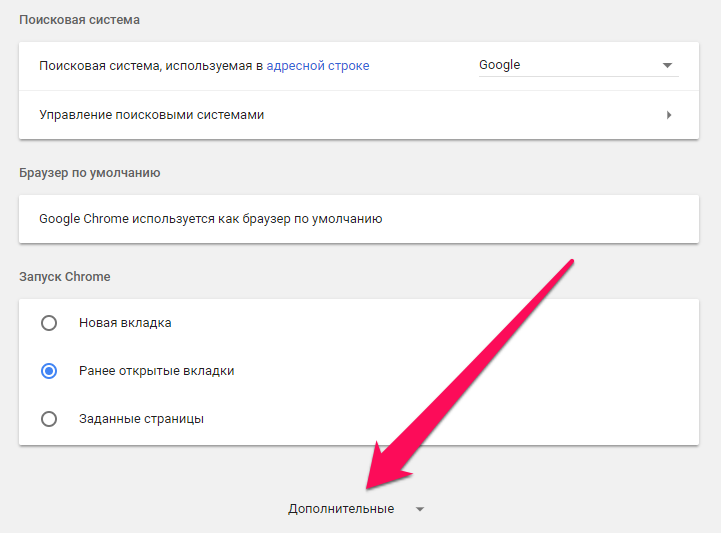 Поисковая система
Поисковая система, используемая в адресной строке
Google
Управление поисковыми системами
Браузер по умолчанию
Google Chrome используется как браузер по умолчанию
Запуск Chrome
Новая вкладка
Ранее открытые вкладки
Заданные страницы
Дополнительные